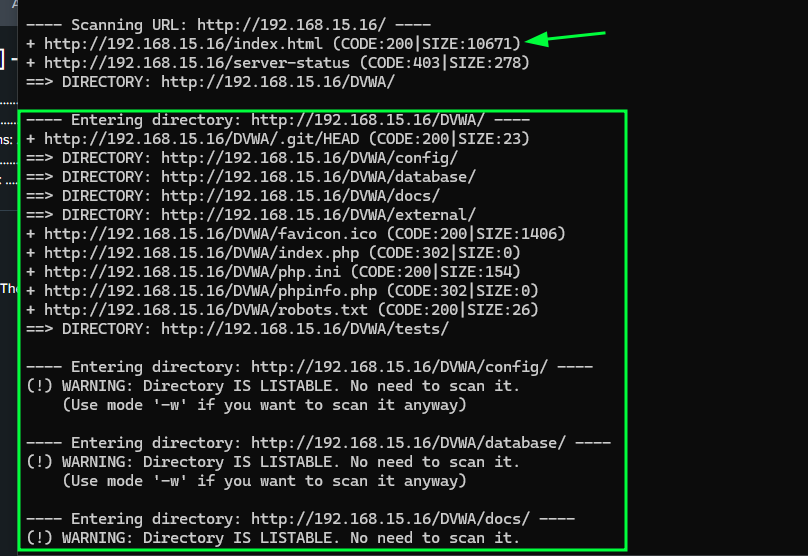 ---- Scanning URL: http://192.168.15.16/ ----
+ http://192.168.15.16/index.html (CODE:200|SIZE:10671)
+ http://192.168.15.16/server-status (CODE:403|SIZE:278)
==> DIRECTORY: http://192.168.15.16/DVWA/
---- Entering directory: http://192.168.15.16/DVWA/ ----
+ http://192.168.15.16/DVWA/.git/HEAD (CODE:200|SIZE:23)
==> DIRECTORY: http://192.168.15.16/DVWA/config/
==> DIRECTORY: http://192.168.15.16/DVWA/database/
==> DIRECTORY: http://192.168.15.16/DVWA/docs/
==> DIRECTORY: http://192.168.15.16/DVWA/external/
+ http://192.168.15.16/DVWA/favicon.ico (CODE:200|SIZE:1406)
+ http://192.168.15.16/DVWA/index.php (CODE:302|SIZE:0)
+ http://192.168.15.16/DVWA/php.ini (CODE:200|SIZE:154)
+ http://192.168.15.16/DVWA/phpinfo.php (CODE:302|SIZE:0)
+ http://192.168.15.16/DVWA/robots.txt (CODE:200|SIZE:26)
==> DIRECTORY: http://192.168.15.16/DVWA/tests/
---- Entering directory: http://192.168.15.16/DVWA/config/ ----
(!) WARNING: Directory IS LISTABLE. No need to scan it.
(Use mode '-w' if you want to scan it anyway)
---- Entering directory: http://192.168.15.16/DVWA/database/ ----
(!) WARNING: Directory IS LISTABLE. No need to scan it.
(Use mode '-w' if you want to scan it anyway)
---- Entering directory: http://192.168.15.16/DVWA/docs/ ----
(!) WARNING: Directory IS LISTABLE. No need to scan it.